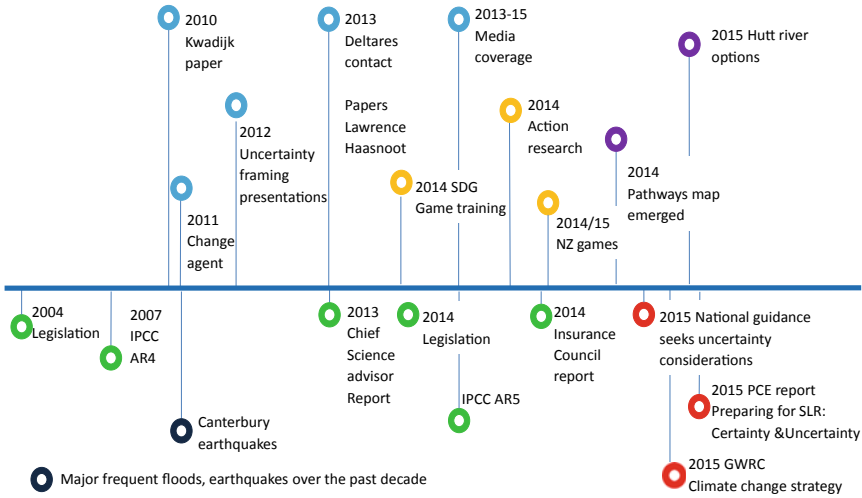 2010
Kwadijk
paper
2011
Change
agent
2012
Uncertainty
framing
presentations
2013
Deltares
contact
Papers
Lawrence
Haasnoot
2014 SDG
Game training
2013-15
Media
coverage
2014
Action
research
2014/15
NZ games
2014
Pathways map
emerged
2015 Hutt river
options
2004
Legislation
2007
IPCC
AR4
Canterbury
earthquakes
2013
Chief
Science
advisor
Report
2014
Legislation
IPCC AR5
2014
Insurance
Council
report
2015 National guidance
seeks uncertainty
considerations
2015 PCE report
Preparing for SLR:
Certainty &Uncertainty
2015 GWRC
Climate change strategy
Major frequent floods, earthquakes over the past decade